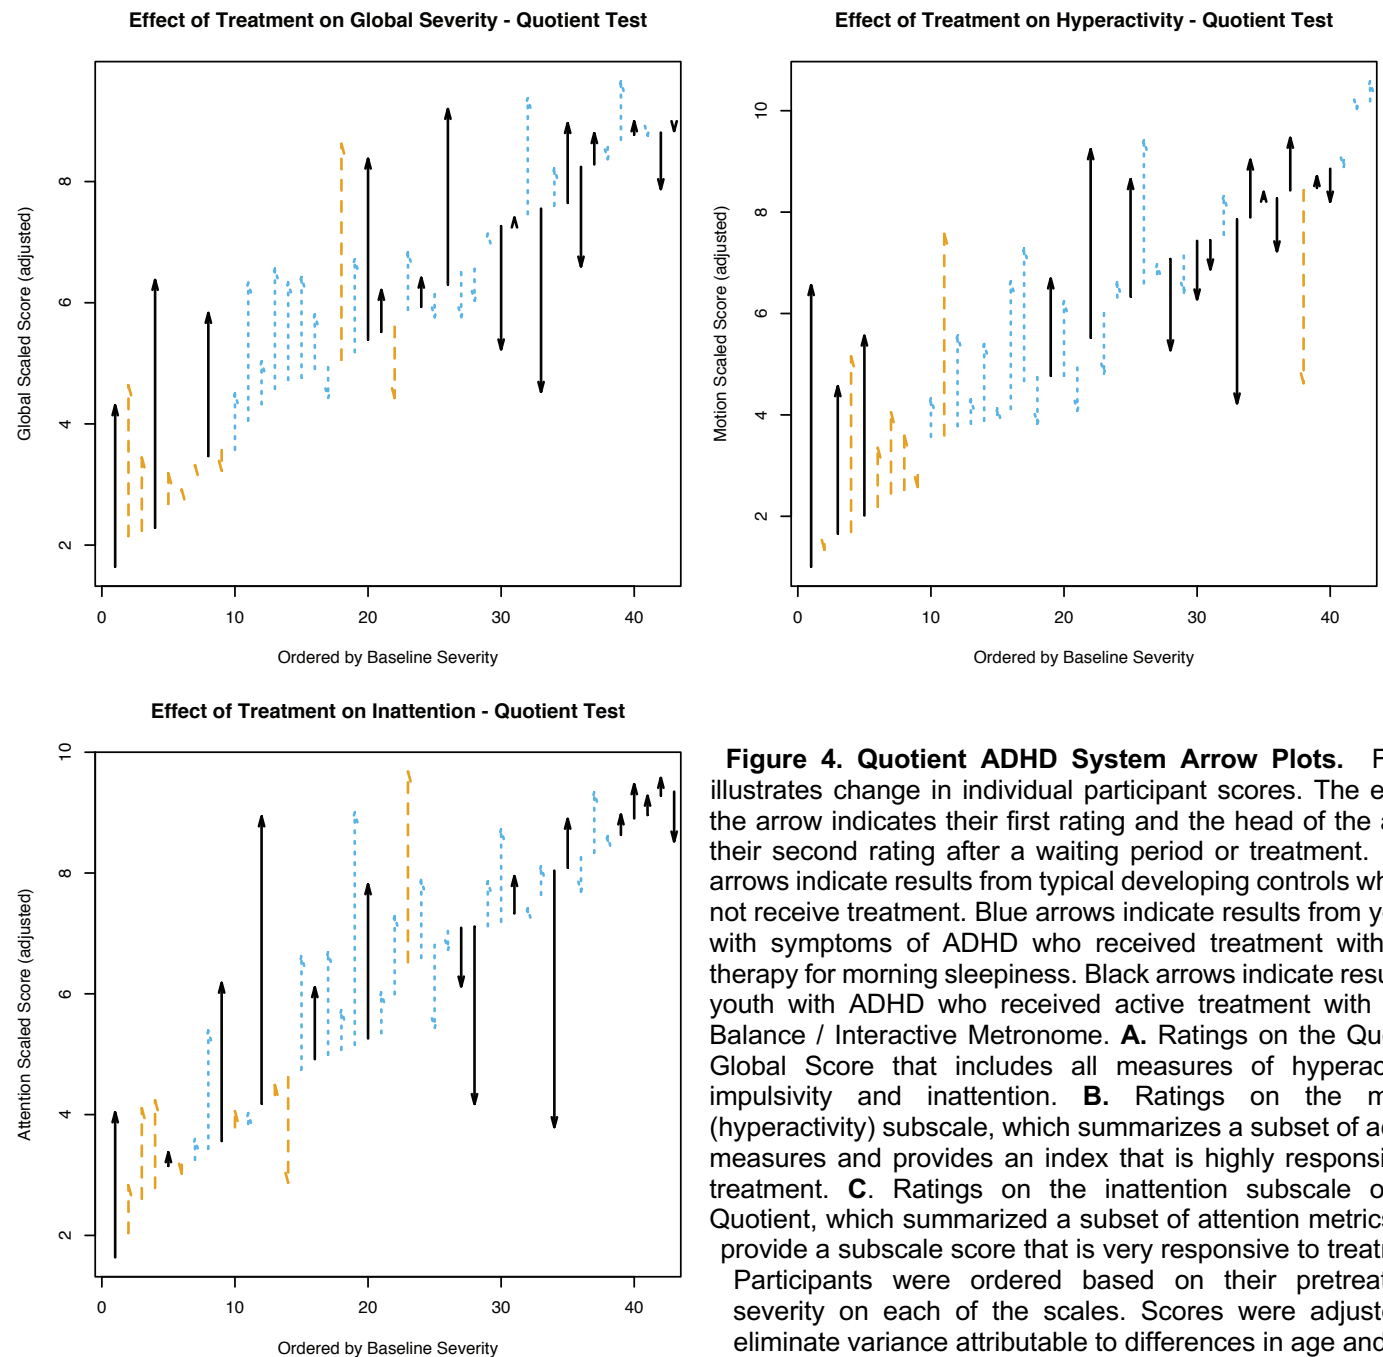 Effect of Treatment on Global Severity - Quotient Test
Global Scaled Score (adjusted)
8
6
4
2
0 10 20 30 40
Ordered by Baseline Severity
Effect of Treatment on Hyperactivity - Quotient Test
Motion Scaled Score (adjusted)
10
8
6
4
2
0 10 20 30 40
Ordered by Baseline Severity
Effect of Treatment on Inattention - Quotient Test
Attention Scaled Score (adjusted)
10
8
6
4
2
0 10 20 30 40
Ordered by Baseline Severity
Figure 4. Quotient ADHD System Arrow Plots.
illustrates change in individual participant scores. The
the arrow indicates their first rating and the head of the
their second rating after a waiting period or treatment.
arrows indicate results from typical developing controls
not receive treatment. Blue arrows indicate results from
with symptoms of ADHD who received treatment
therapy for morning sleepiness. Black arrows indicate
youth with ADHD who received active treatment with
Balance / Interactive Metronome. A. Ratings on the
Global Score that includes all measures of
impulsivity and inattention. B. Ratings on the
(hyperactivity) subscale, which summarizes a subset of
measures and provides an index that is highly
treatment. C. Ratings on the inattention subscale
Quotient, which summarized a subset of attention metrics
provide a subscale score that is very responsive to
Participants were ordered based on their
severity on each of the scales. Scores were
eliminate variance attributable to differences in age and